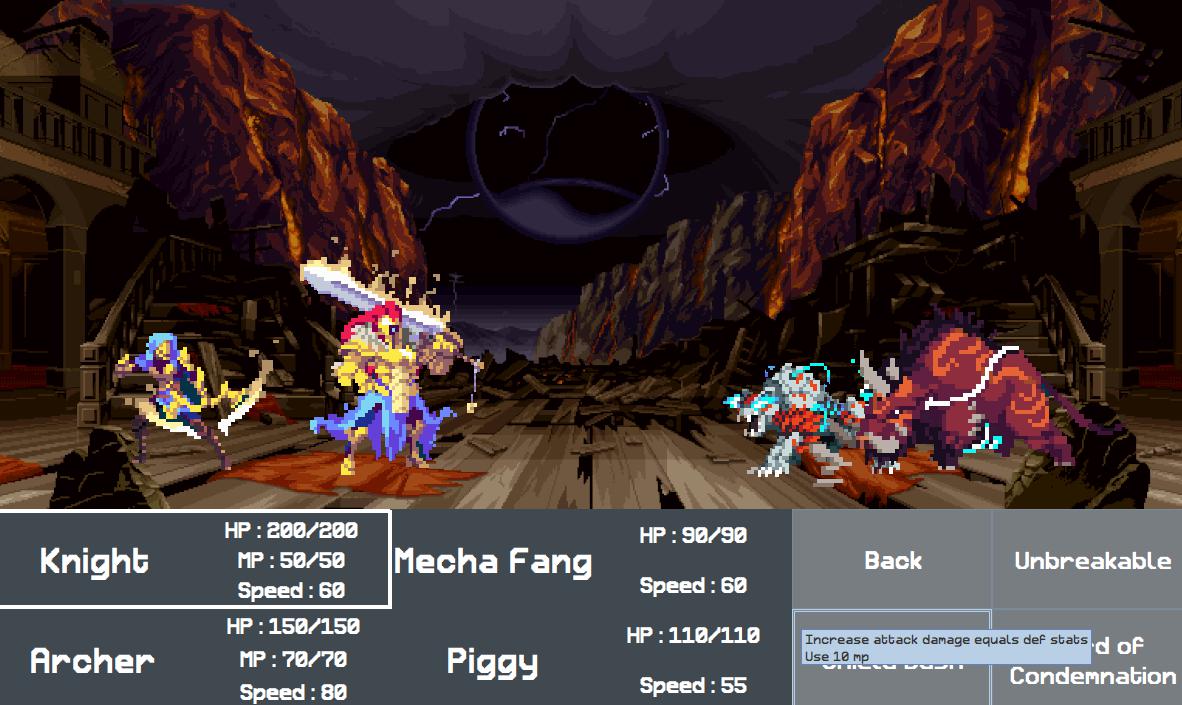 Knight
HP : 200/200
MP : 50/50
Speed : 60
Mecha Fang
HP : 90/90
Speed : 60
Back
Unbreakable
Archer
HP : 150/150
MP : 70/70
Speed : 80
Piggy
HP : 110/110
Speed : 55
Increase attack damage equals def stats
Use 10 mp
rd of
Condemnation